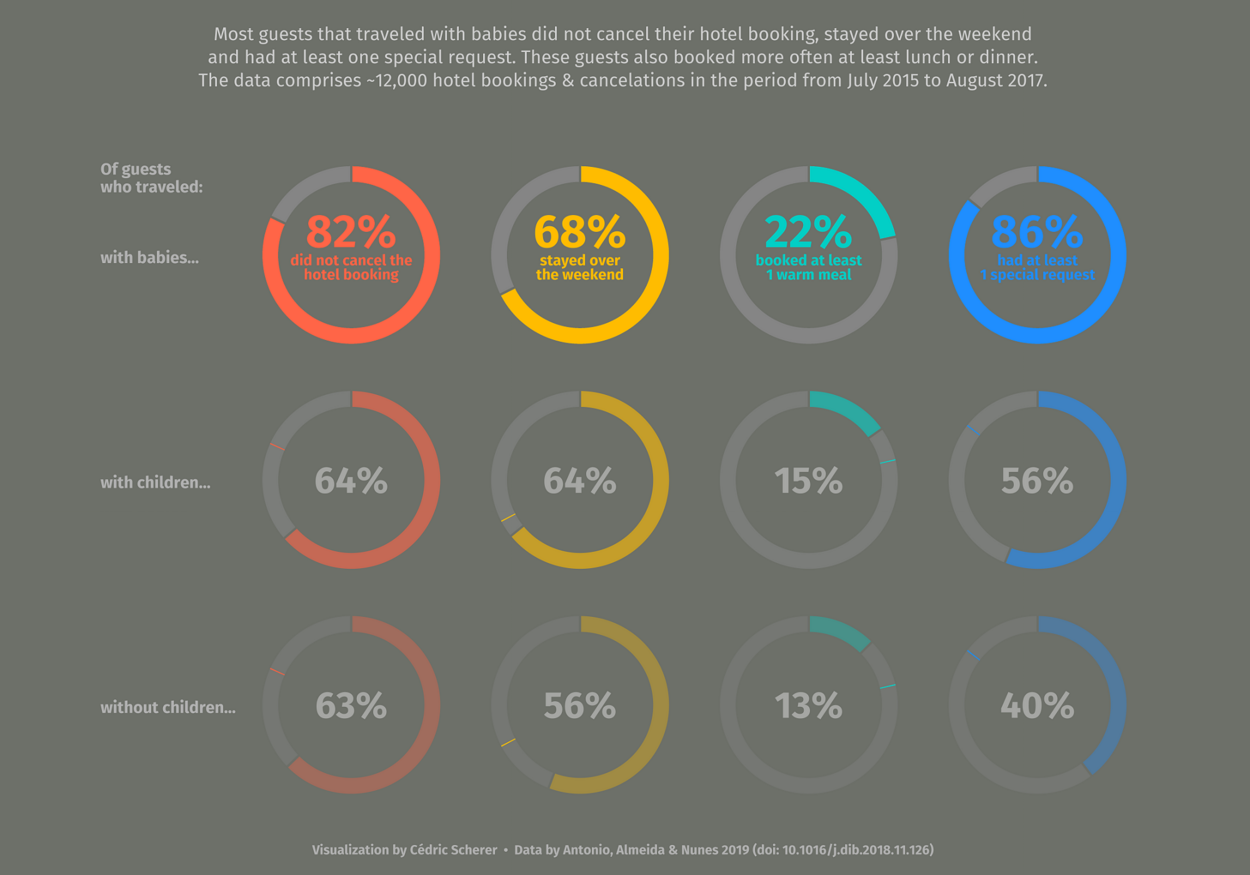 Most guests that traveled with babies did not cancel their hotel booking, stayed over the weekend
and had at least one special request. These guests also booked more often at least lunch or dinner.
The data comprises ~12,000 hotel bookings & cancelations in the period from July 2015 to August 2017.
Of guests
who traveled:
with babies...
82%
did not cancel the
hotel booking
68%
stayed over
the weekend
22%
booked at least
1 warm meal
86%
had at least
1 special request
with children...
64%
64%
15%
56%
without children...
63%
56%
13%
40%
Visualization by Cédric Scherer • Data by Antonio, Almeida & Nunes 2019 (doi: 10.1016/j.dib.2018.11.126)